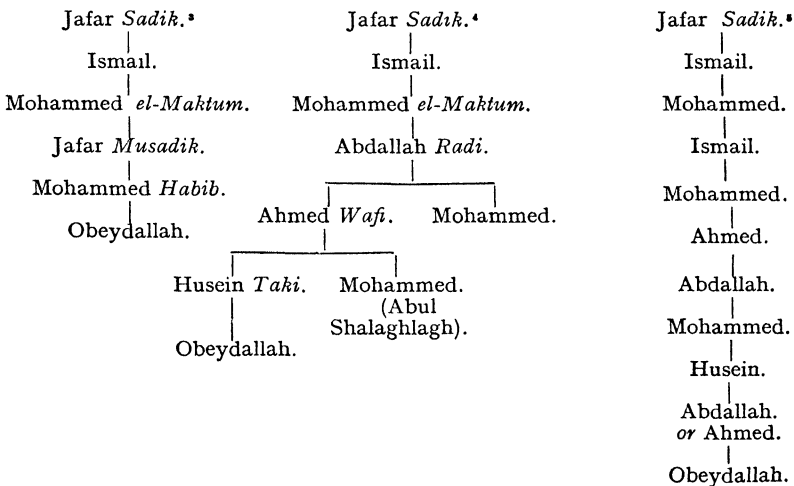 Jafar Sadik.³
Ismail.
Mohammed el-Maktum.
Jafar Musadik.
Mohammed Habib.
Obeydallah.
Jafar Sadik.⁴
Ismail.
Mohammed el-Maktum.
Abdallah Radi.
Ahmed Wafi. Mohammed.
Husein Taki. Mohammed.
(Abul
Shalaghlagh).
Obeydallah.
Jafar Sadik.⁵
Ismail.
Mohammed.
Ismail.
Mohammed.
Ahmed.
Abdallah.
Mohammed.
Husein.
Abdallah.
or Ahmed.
Obeydallah.